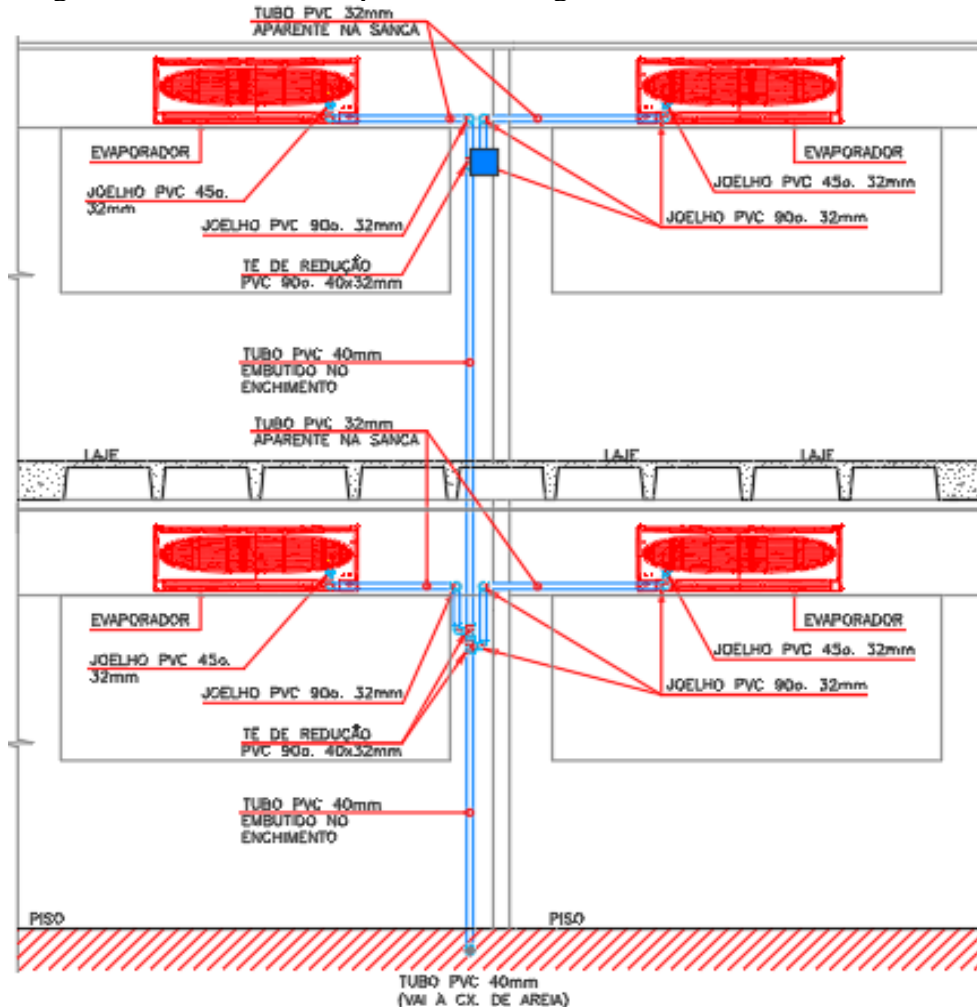 TUBO PVC 32mm
APARENTE NA SANCA
EVAPORADOR
EVAPORADOR
JOELHO PVC 45o.
32mm
JOELHO PVC 45o. 32mm
JOELHO PVC 90o. 32mm
JOELHO PVC 90o. 32mm
TÊ DE REDUÇÃO
PVC 90o. 40x32mm
TUBO PVC 40mm
EMBUTIDO NO
ENCHIMENTO
TUBO PVC 32mm
APARENTE NA SANCA
LAJE
LAJE
LAJE
EVAPORADOR
EVAPORADOR
JOELHO PVC 45o.
32mm
JOELHO PVC 45o. 32mm
JOELHO PVC 90o. 32mm
JOELHO PVC 90o. 32mm
TÊ DE REDUÇÃO
PVC 90o. 40x32mm
TUBO PVC 40mm
EMBUTIDO NO
ENCHIMENTO
PISO
PISO
TUBO PVC 40mm
(VAI À CX. DE AREIA)